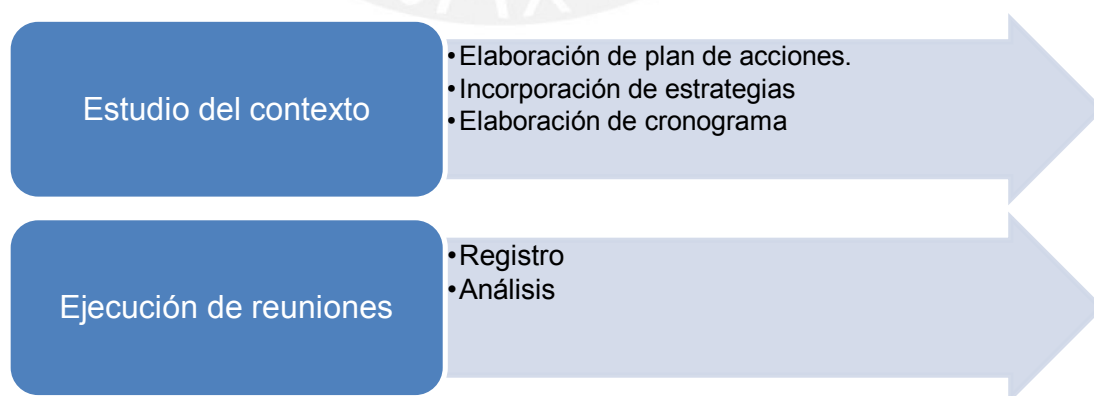 Estudio del contexto
•Elaboración de plan de acciones.
•Incorporación de estrategias
•Elaboración de cronograma
Ejecución de reuniones
•Registro
•Análisis